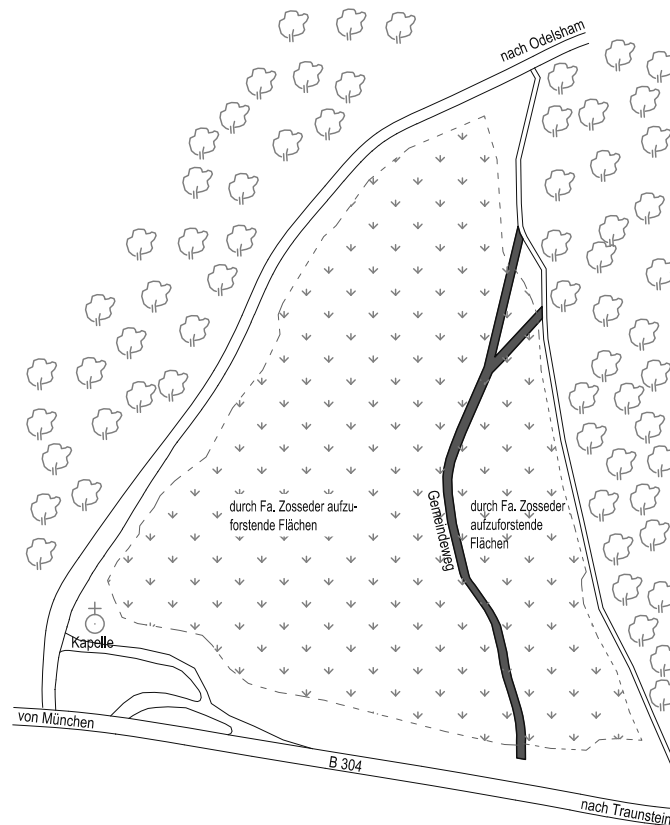 nach Odelsham
durch Fa. Zosseder aufzu-
forstende Flächen
Gemeindeweg
durch Fa. Zosseder
aufzuforstende
Flächen
Kapelle
von München
B 304
nach Traunstein